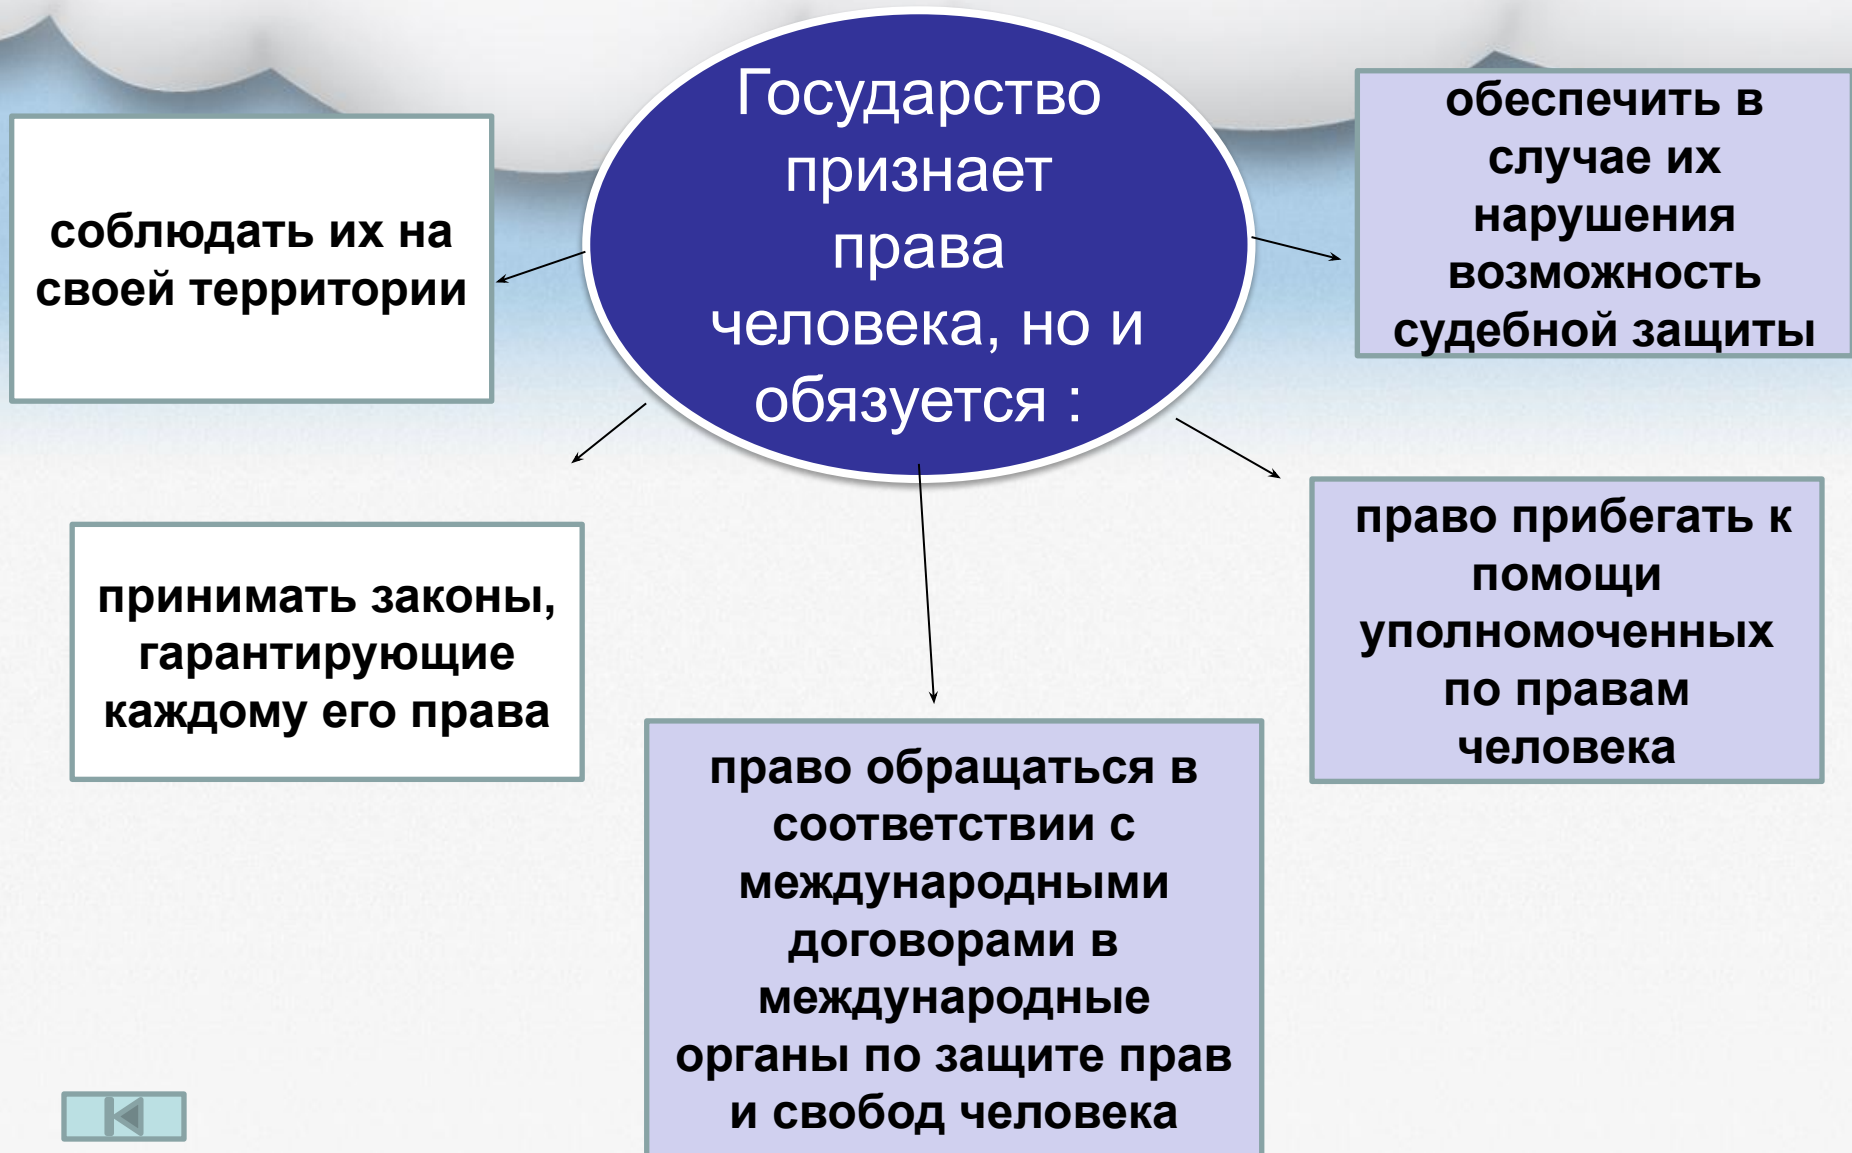 Государство
признает
права
человека, но и
обязуется :
соблюдать их на
своей территории
обеспечить в
случае их
нарушения
возможность
судебной защиты
принимать законы,
гарантирующие
каждому его права
право прибегать к
помощи
уполномоченных
по правам
человека
право обращаться в
соответствии с
международными
договорами в
международные
органы по защите прав
и свобод человека